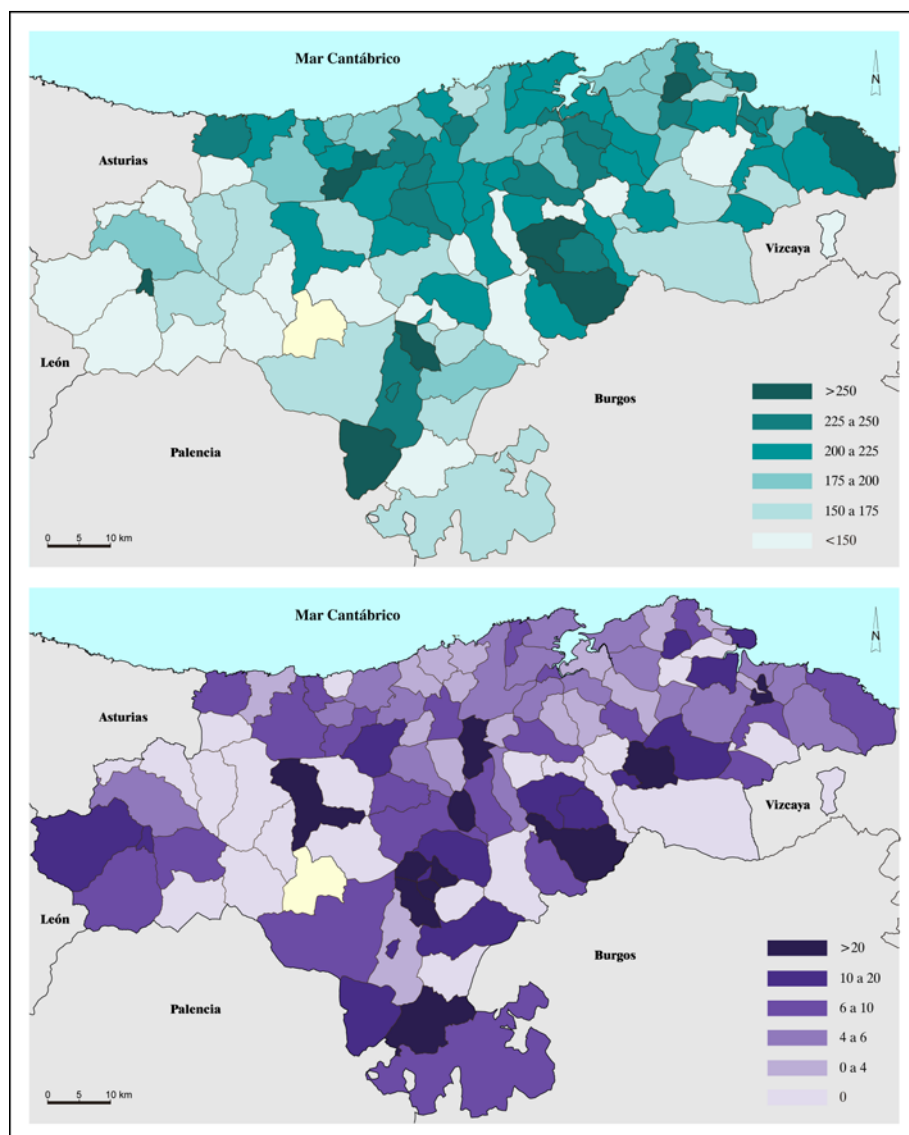 Mar Cantábrico
N
Asturias
Vizcaya
León
Burgos
Palencia
>250
225 a 250
200 a 225
175 a 200
150 a 175
<150
0 5 10 km
Mar Cantábrico
N
Asturias
Vizcaya
León
Burgos
Palencia
>20
10 a 20
6 a 10
4 a 6
0 a 4
0
0 5 10 km